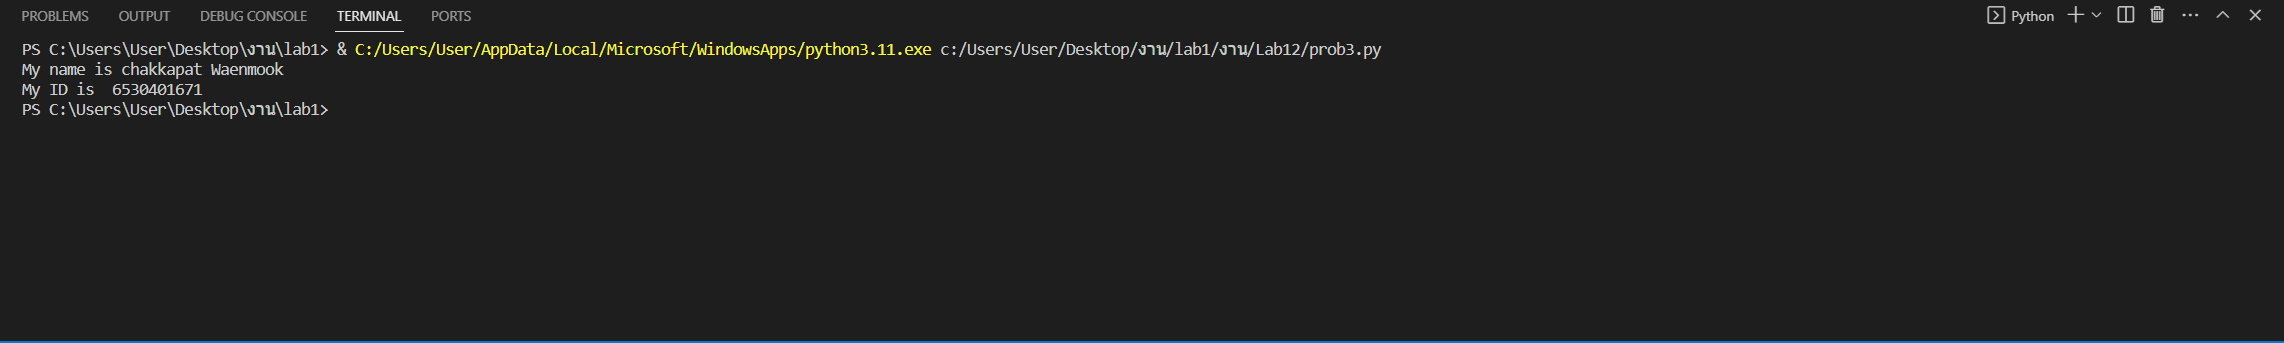 PROBLEMS OUTPUT DEBUG CONSOLE TERMINAL PORTS Python
PS C:\Users\User\Desktop\งาน\lab1> & C:/Users/User/AppData/Local/Microsoft/WindowsApps/python3.11.exe c:/Users/User/Desktop/งาน/lab1/งาน/Lab12/prob3.py
My name is chakkapat Waenmook
My ID is  6530401671
PS C:\Users\User\Desktop\งาน\lab1>